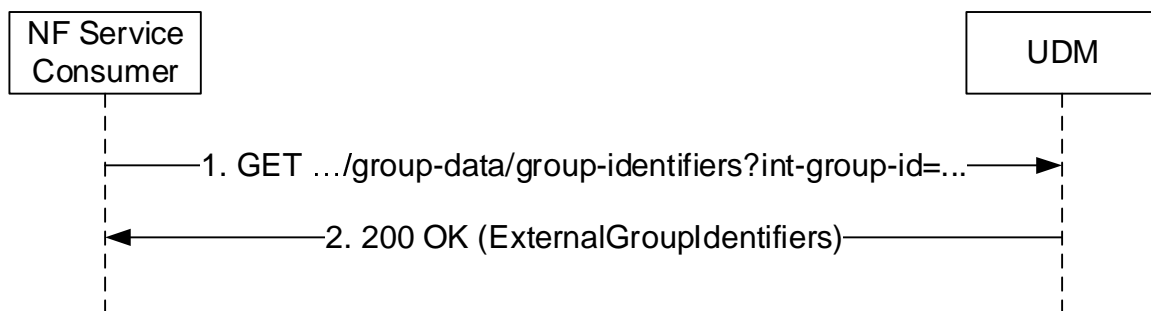 NF Service
Consumer
UDM
1. GET …/group-data/group-identifiers?int-group-id=...
2. 200 OK (ExternalGroupIdentifiers)